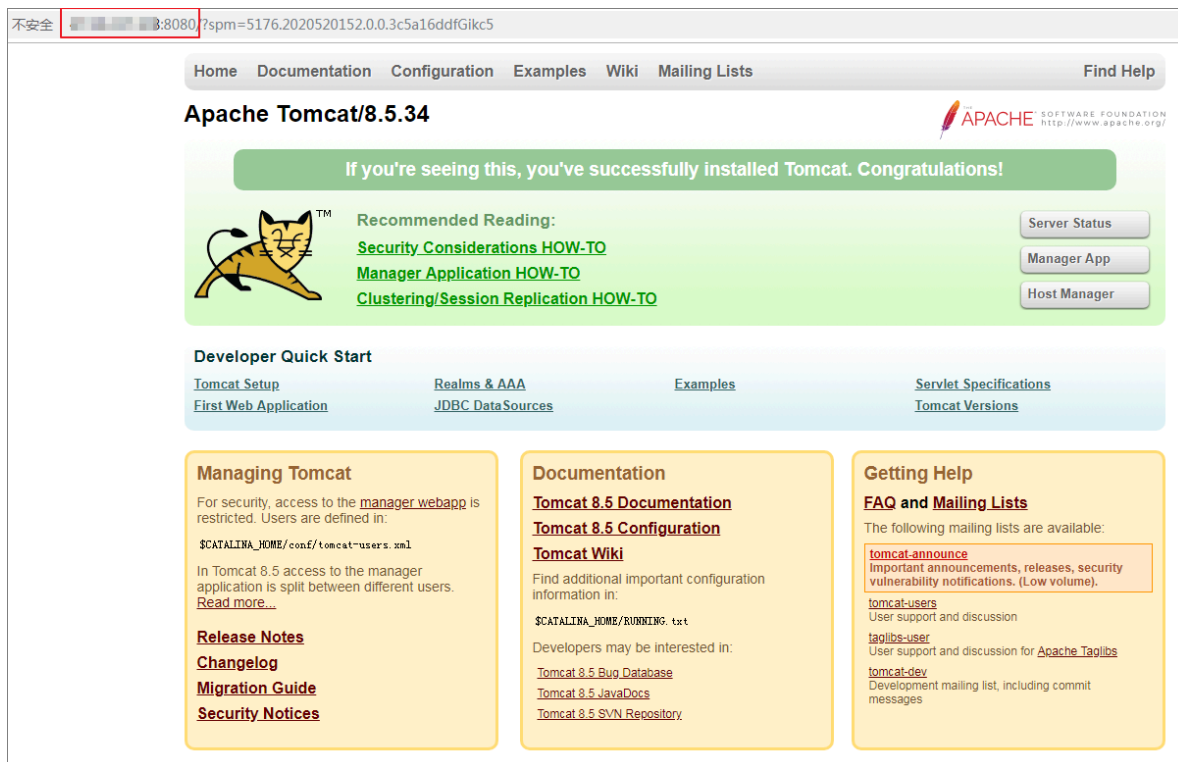 不安全 :8080/?spm=5176.2020520152.0.0.3c5a16ddfGikc5
Home Documentation Configuration Examples Wiki Mailing Lists Find Help
Apache Tomcat/8.5.34
THE
APACHE SOFTWARE FOUNDATION
http://www.apache.org/
If you're seeing this, you've successfully installed Tomcat. Congratulations!
TM
Recommended Reading:
Security Considerations HOW-TO
Manager Application HOW-TO
Clustering/Session Replication HOW-TO
Server Status
Manager App
Host Manager
Developer Quick Start
Tomcat Setup
First Web Application
Realms & AAA
JDBC DataSources
Examples
Servlet Specifications
Tomcat Versions
Managing Tomcat
For security, access to the manager webapp is
restricted. Users are defined in:
$CATALINA_HOME/conf/tomcat-users.xml
In Tomcat 8.5 access to the manager
application is split between different users.
Read more...
Release Notes
Changelog
Migration Guide
Security Notices
Documentation
Tomcat 8.5 Documentation
Tomcat 8.5 Configuration
Tomcat Wiki
Find additional important configuration
information in:
$CATALINA_HOME/RUNNING.txt
Developers may be interested in:
Tomcat 8.5 Bug Database
Tomcat 8.5 JavaDocs
Tomcat 8.5 SVN Repository
Getting Help
FAQ and Mailing Lists
The following mailing lists are available:
tomcat-announce
Important announcements, releases, security
vulnerability notifications. (Low volume).
tomcat-users
User support and discussion
taglibs-user
User support and discussion for Apache Taglibs
tomcat-dev
Development mailing list, including commit
messages